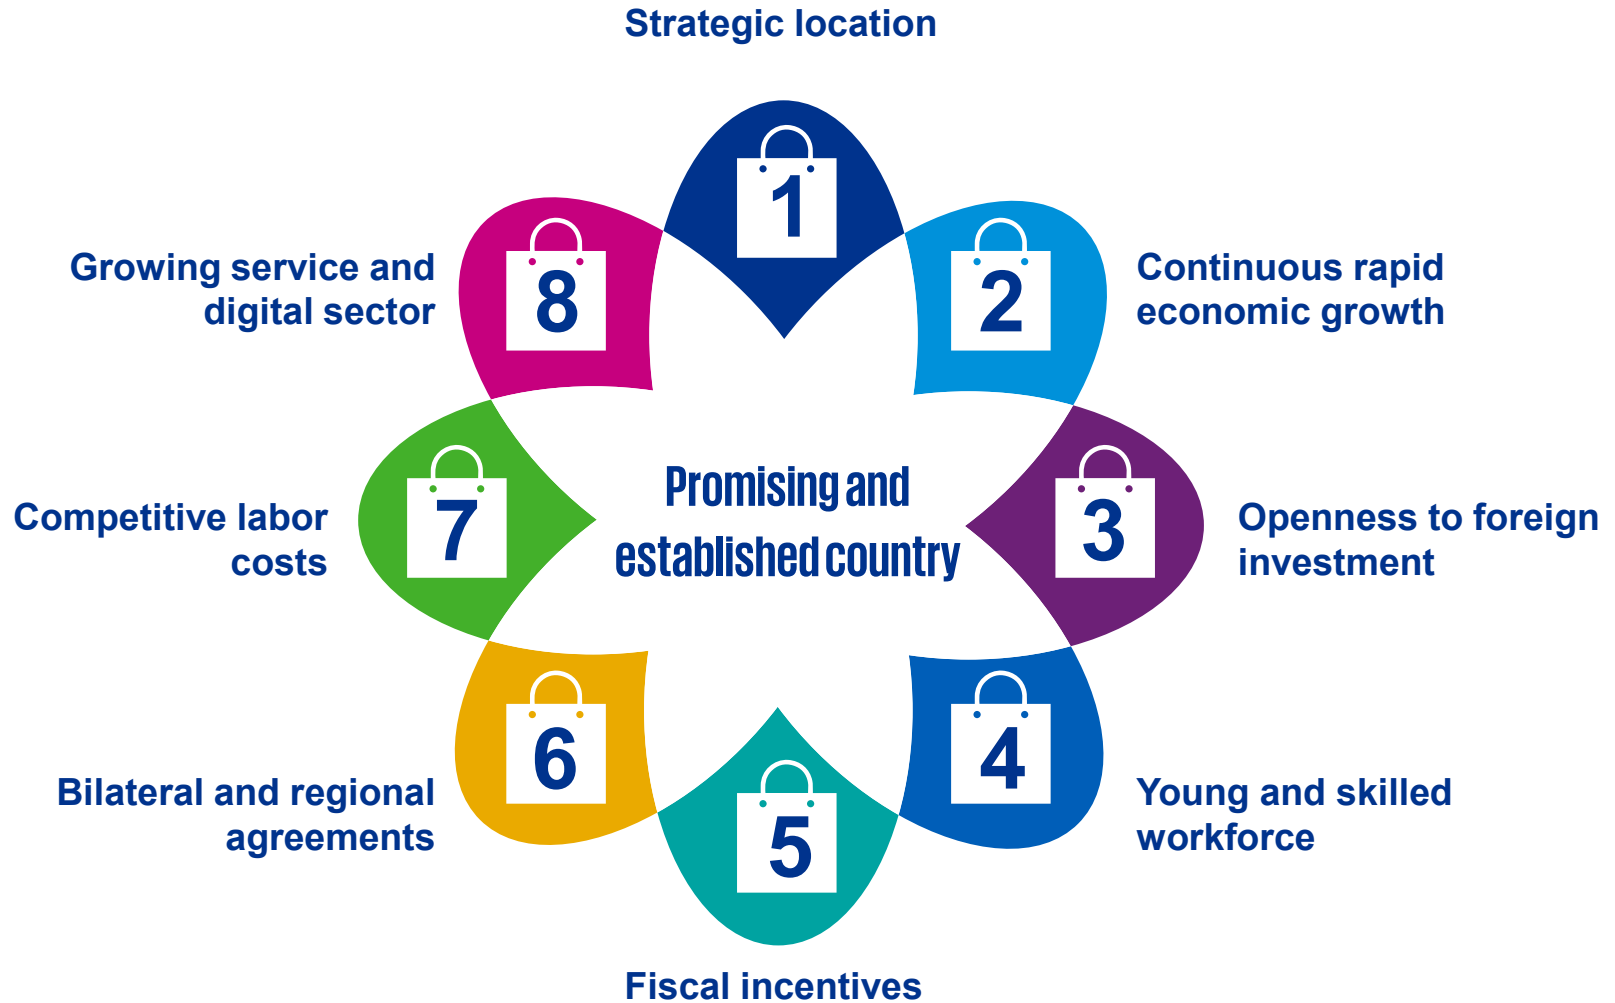 Strategic location
1
2
Continuous rapid
economic growth
3
Openness to foreign
investment
4
Young and skilled
workforce
5
Fiscal incentives
6
Bilateral and regional
agreements
7
Competitive labor
costs
8
Growing service and
digital sector
Promising and
established country